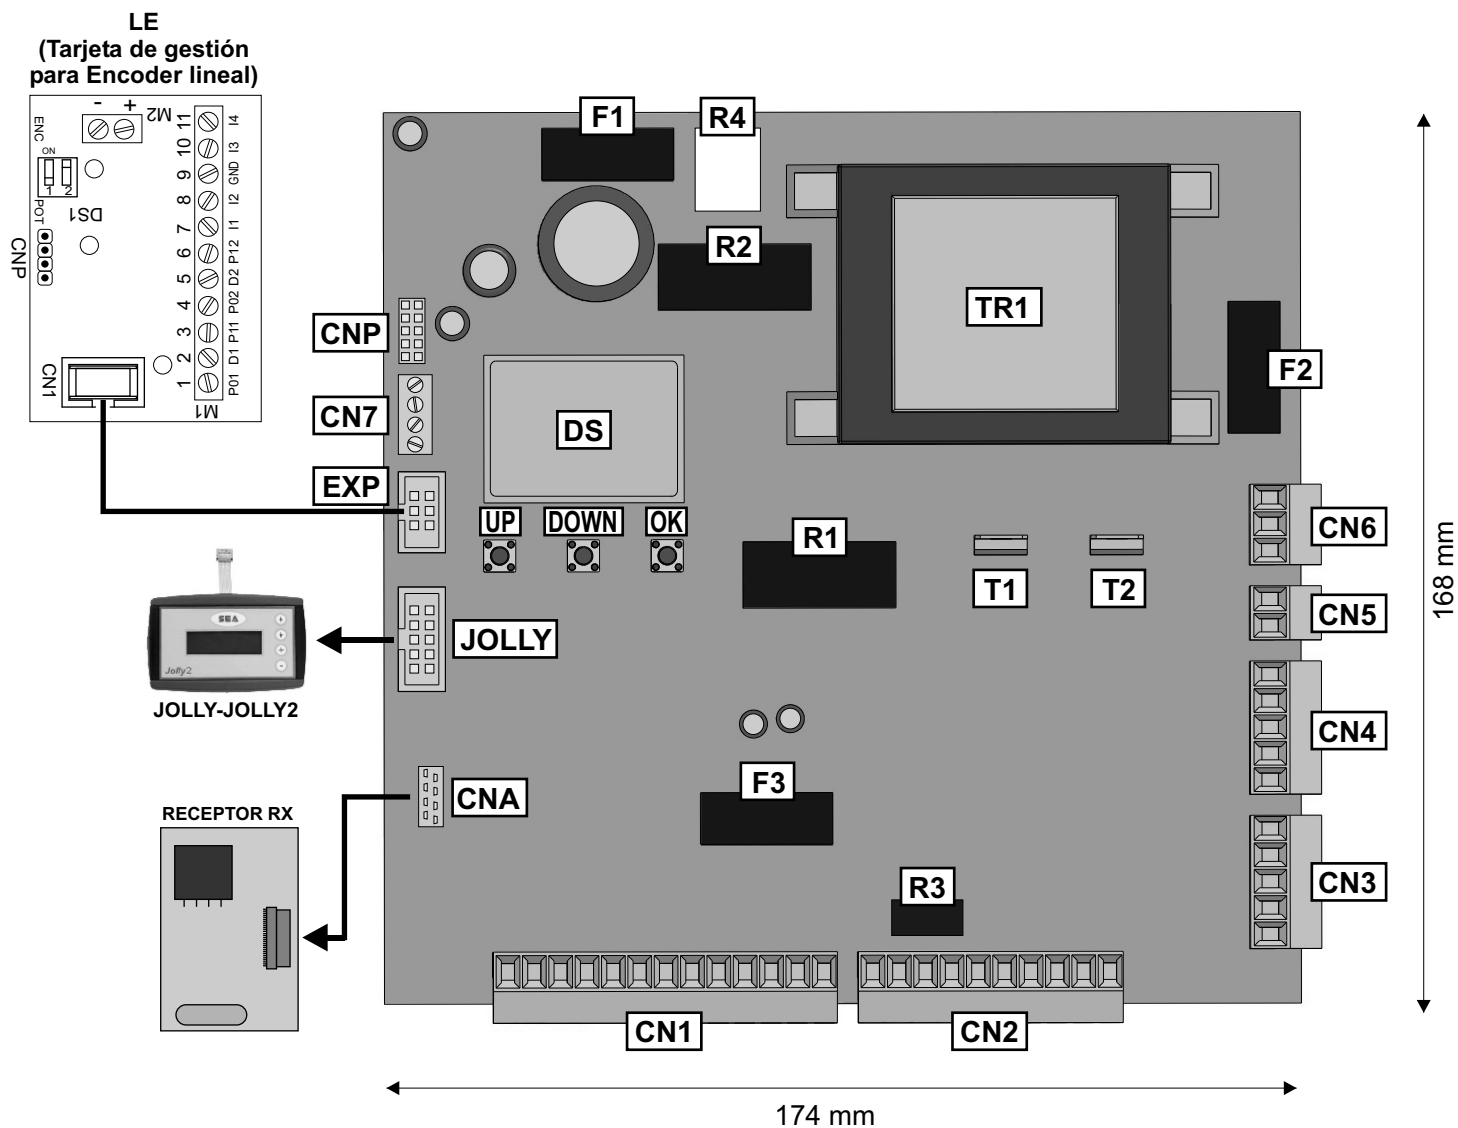 LE
(Tarjeta de gestión
para Encoder lineal)
- +
M2
ENC
ON
1 2
DS1
POT
CNP
CN1
11 I4
10 I3
9 GND
8 I2
7 I1
6 P12
5 D2
4 P02
3 P11
2 D1
1 P01
M1
F1
R4
R2
TR1
F2
CNP
CN7
DS
EXP
UP DOWN OK
R1
T1
T2
CN6
CN5
CN4
CN3
168 mm
JOLLY
SEA
Jolly2
JOLLY-JOLLY2
CNA
F3
R3
RECEPTOR RX
CN1
CN2
174 mm